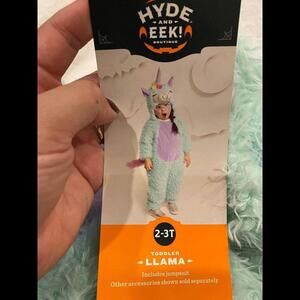 HYDE
AND
EEK!
BOUTIQUE
2-3T
TODDLER
LLAMA
Includes jumpsuit
Other accessories shown sold separately